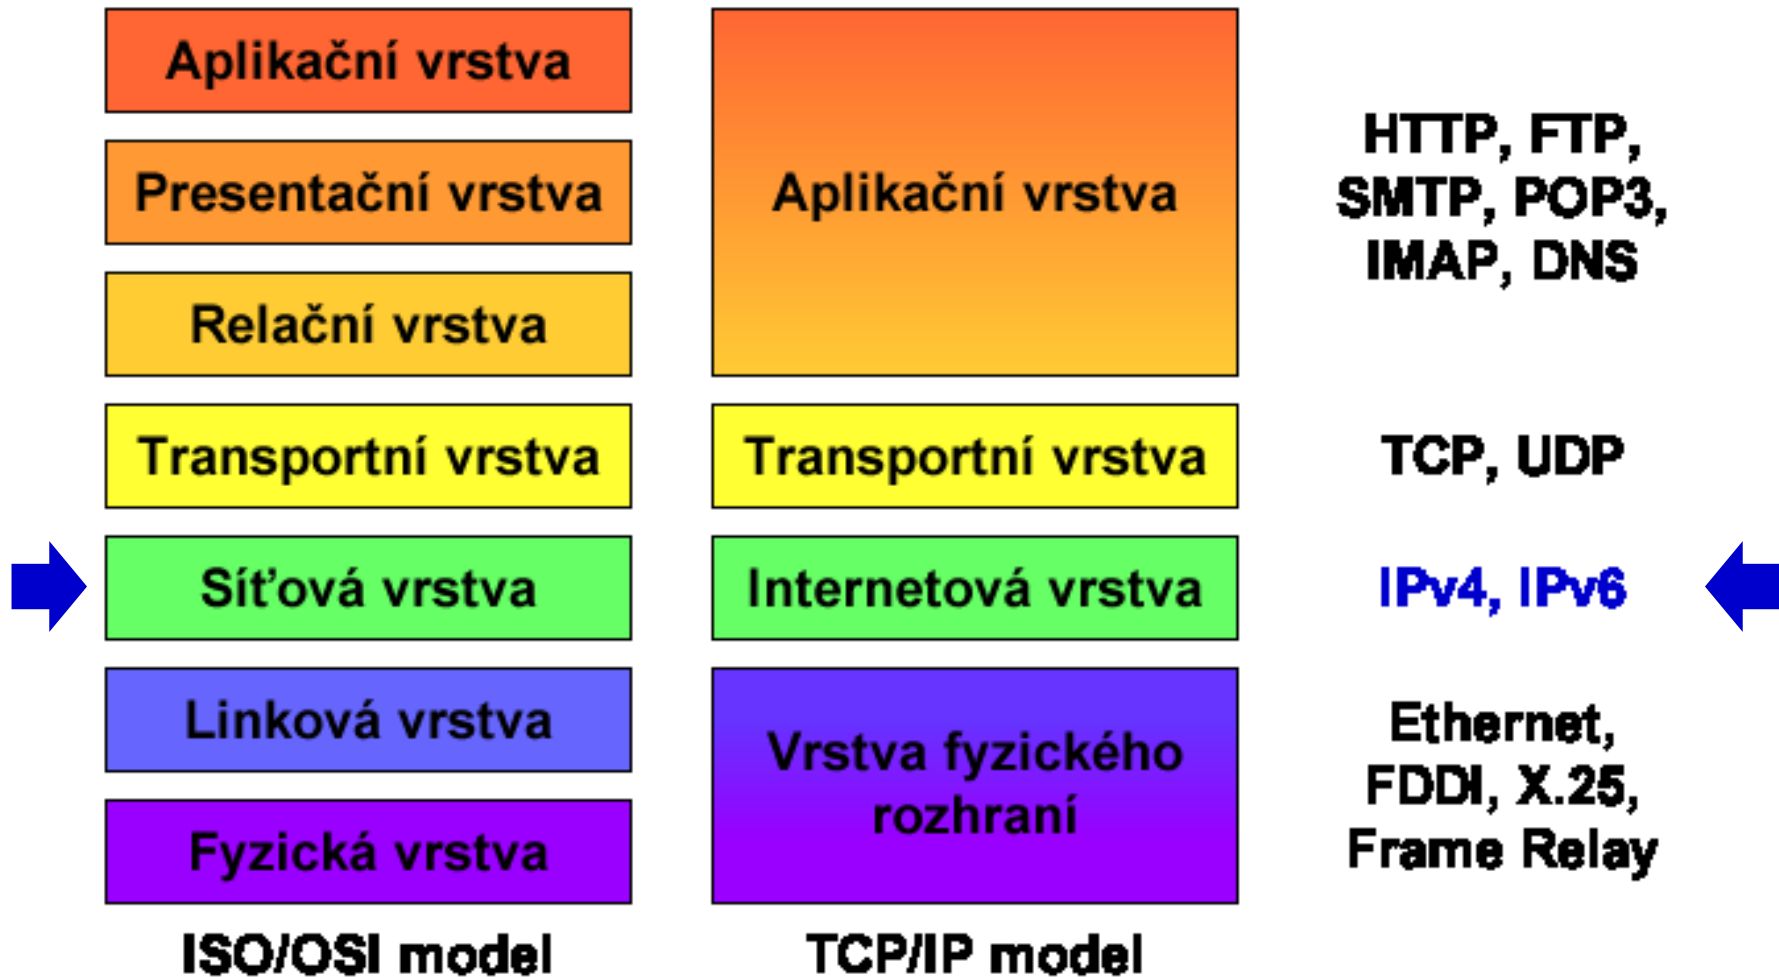 Aplikační vrstva
Presentační vrstva
Relační vrstva
Transportní vrstva
Síťová vrstva
Linková vrstva
Fyzická vrstva
ISO/OSI model
Aplikační vrstva
Transportní vrstva
Internetová vrstva
Vrstva fyzického
rozhraní
TCP/IP model
HTTP, FTP,
SMTP, POP3,
IMAP, DNS
TCP, UDP
IPv4, IPv6
Ethernet,
FDDI, X.25,
Frame Relay